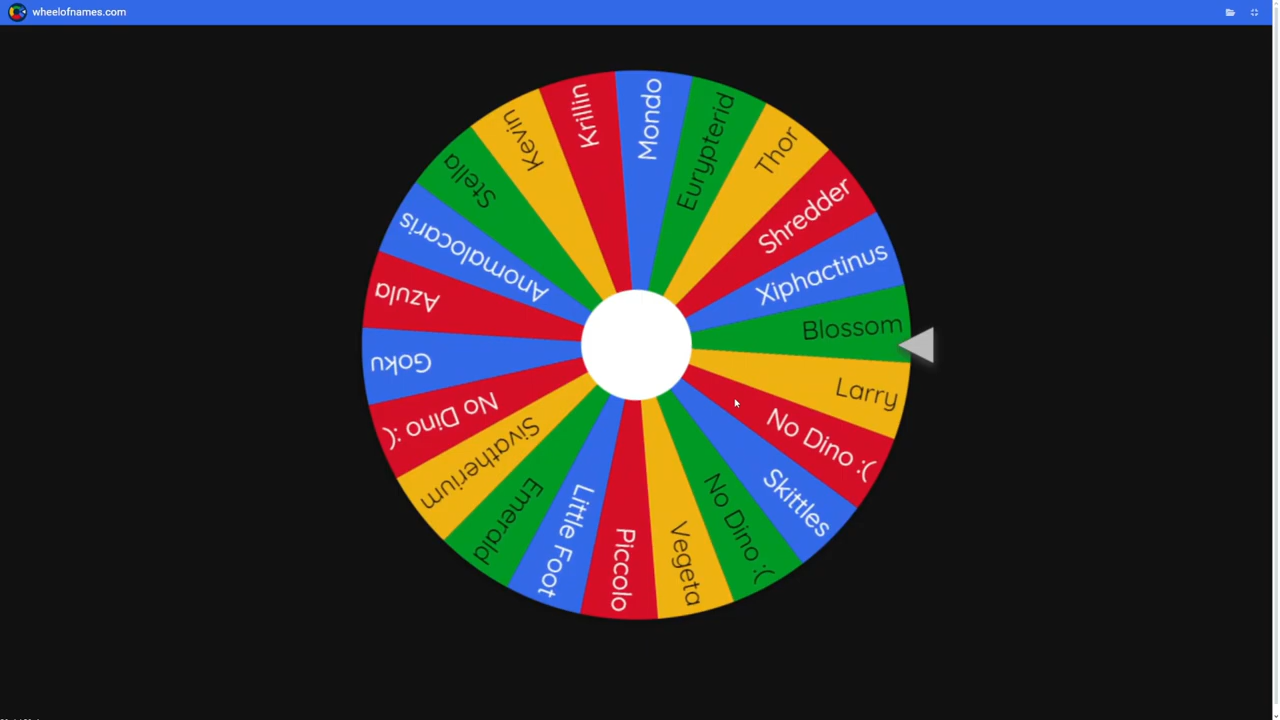 wheelofnames.com
Mondo
Eurypterid
Thor
Shredder
Xiphactinus
Blossom
Larry
No Dino :(
Skittles
No Dino :(
Vegeta
Piccolo
Little Foot
Emerald
Sivatherium
No Dino :(
Goku
Azula
Anomalocaris
Stella
Kevin
Krillin